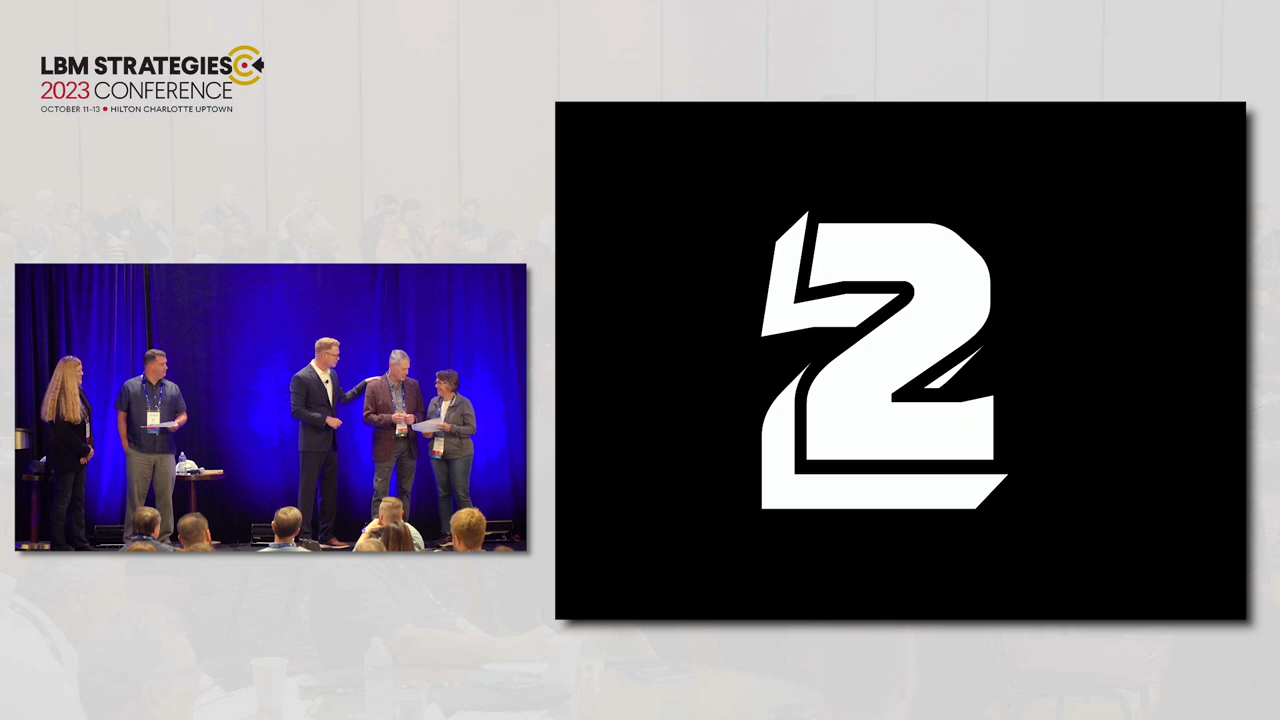 LBM STRATEGIES
2023 CONFERENCE
OCTOBER 11-13 • HILTON CHARLOTTE UPTOWN
2